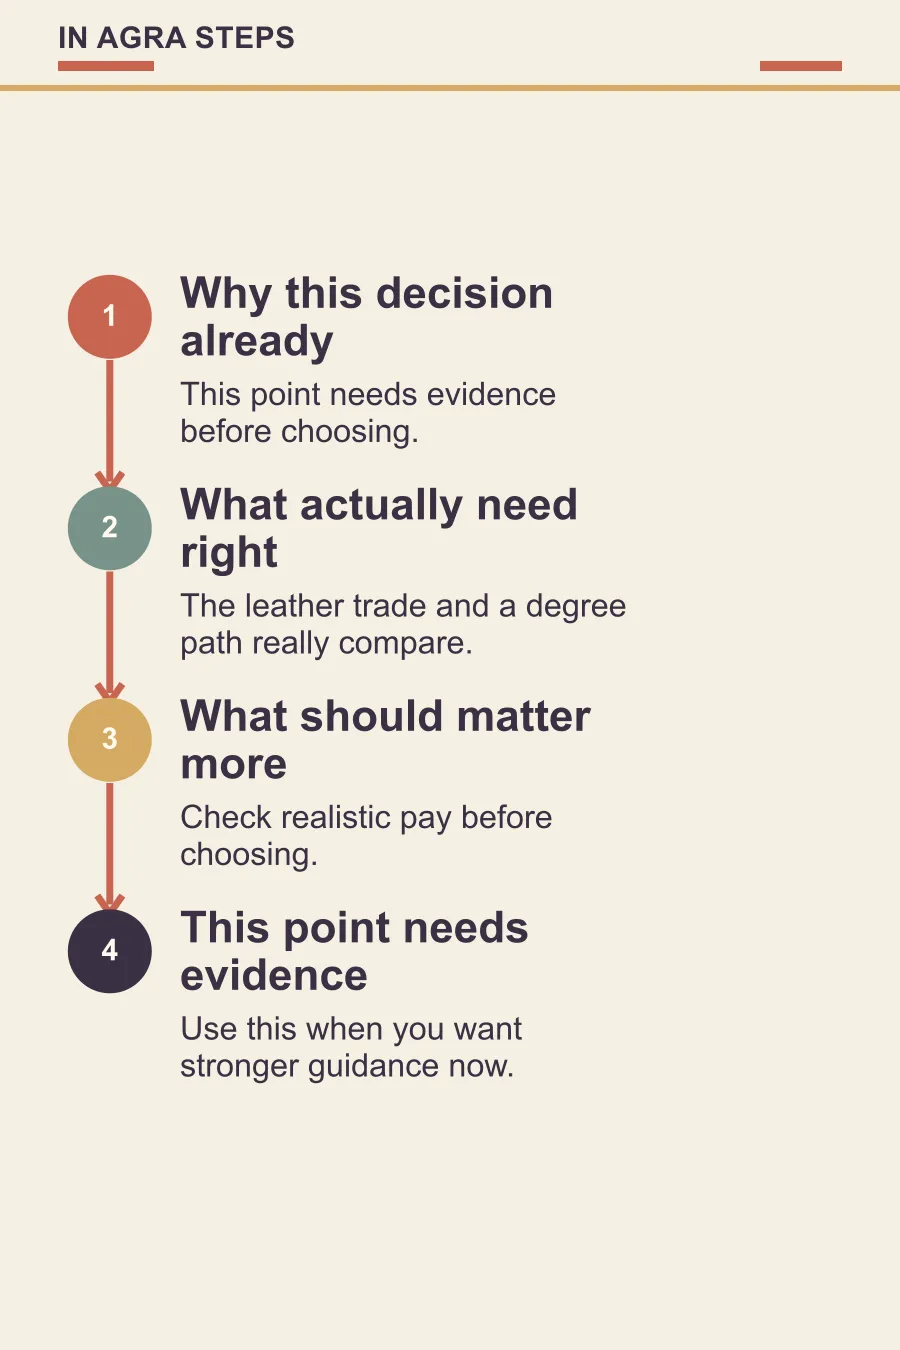 IN AGRA STEPS
1
Why this decision
already
This point needs evidence
before choosing.
2
What actually need
right
The leather trade and a degree
path really compare.
3
What should matter
more
Check realistic pay before
choosing.
4
This point needs
evidence
Use this when you want
stronger guidance now.